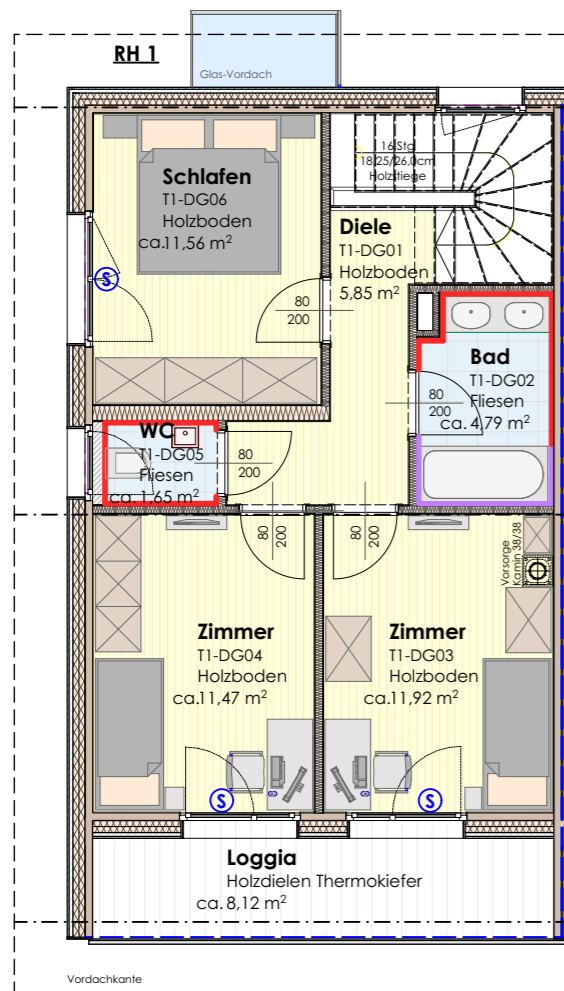 RH 1
Glas-Vordach
16 Stg
18,25/26,0cm
Holzstiege
Schlafen
T1-DG06
Holzboden
ca.11,56 m²
Diele
T1-DG01
Holzboden
5,85 m²
S
80
200
Bad
T1-DG02
Fliesen
ca. 4,79 m²
80
200
WC
T1-DG05
Fliesen
ca. 1,65 m²
80
200
80
200
80
200
Vorsorge
Kamin 38/38
Zimmer
T1-DG04
Holzboden
ca.11,47 m²
Zimmer
T1-DG03
Holzboden
ca.11,92 m²
S
S
Loggia
Holzdielen Thermokiefer
ca. 8,12 m²
Vordachkante